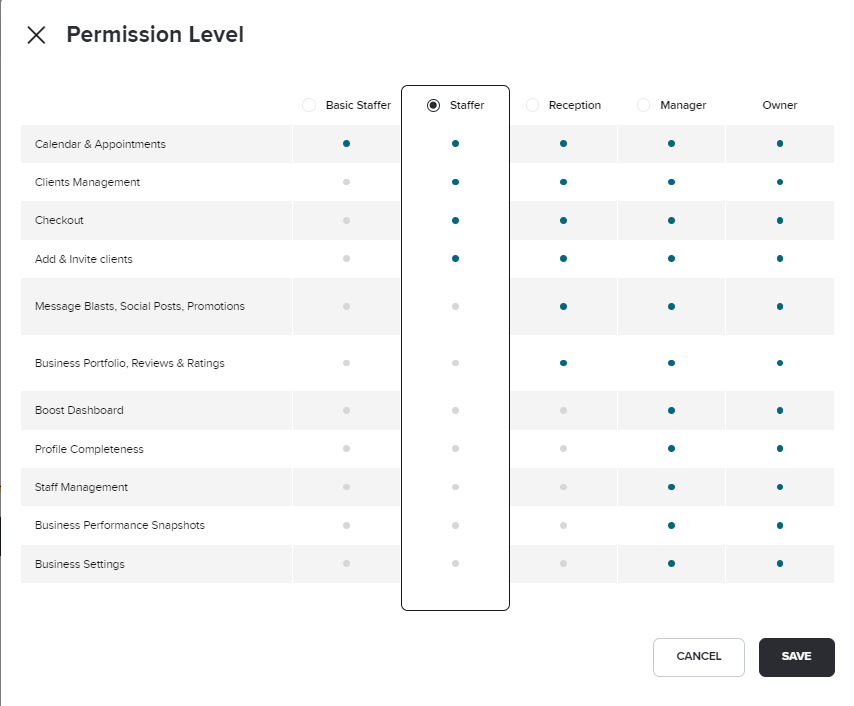 Permission Level
Basic Staffer Staffer Reception Manager Owner
Calendar & Appointments
Clients Management
Checkout
Add & Invite clients
Message Blasts, Social Posts, Promotions
Business Portfolio, Reviews & Ratings
Boost Dashboard
Profile Completeness
Staff Management
Business Performance Snapshots
Business Settings
CANCEL SAVE